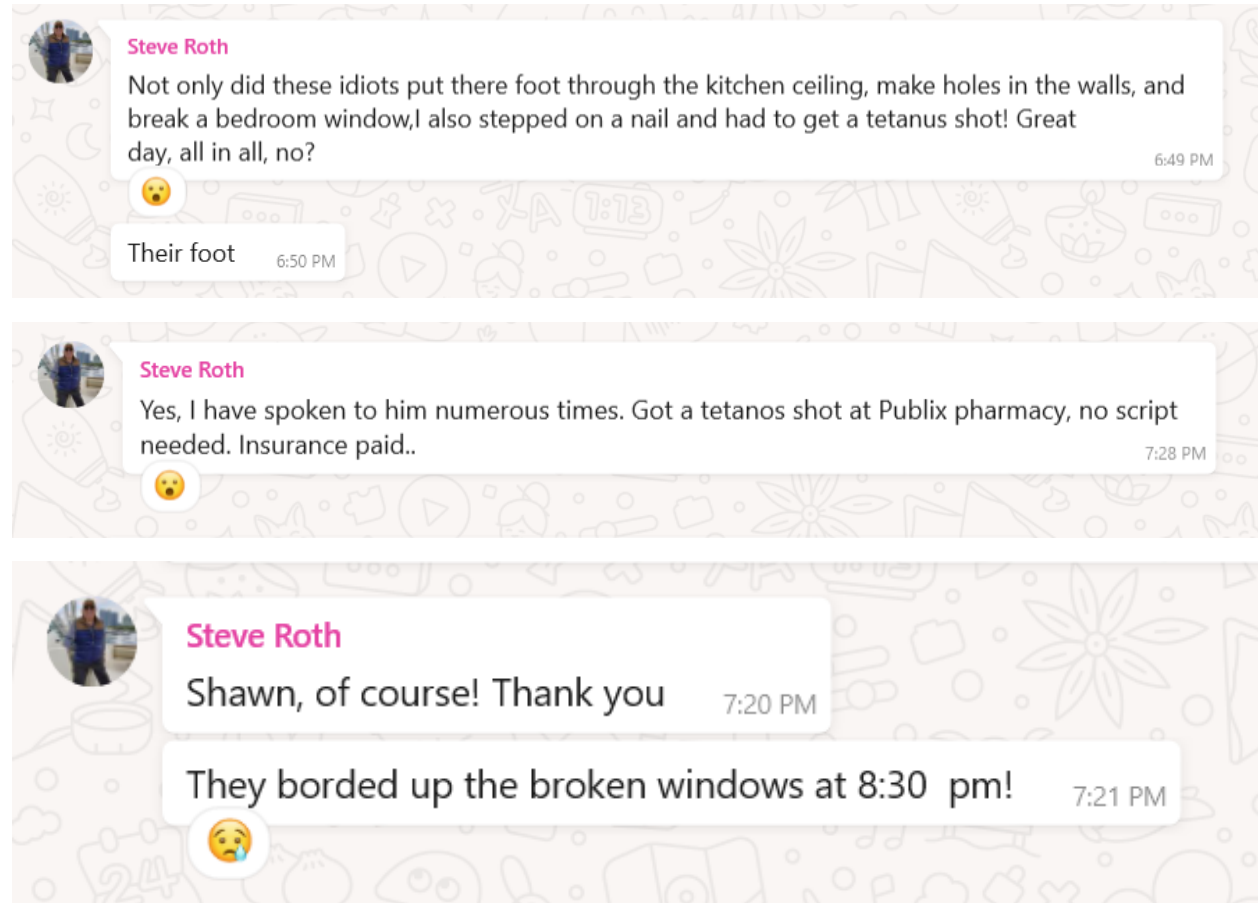 Steve Roth
Not only did these idiots put there foot through the kitchen ceiling, make holes in the walls, and
break a bedroom window,I also stepped on a nail and had to get a tetanus shot! Great
day, all in all, no?
6:49 PM
Their foot
6:50 PM
Steve Roth
Yes, I have spoken to him numerous times. Got a tetanos shot at Publix pharmacy, no script
needed. Insurance paid..
7:28 PM
Steve Roth
Shawn, of course! Thank you
7:20 PM
They borded up the broken windows at 8:30  pm!
7:21 PM